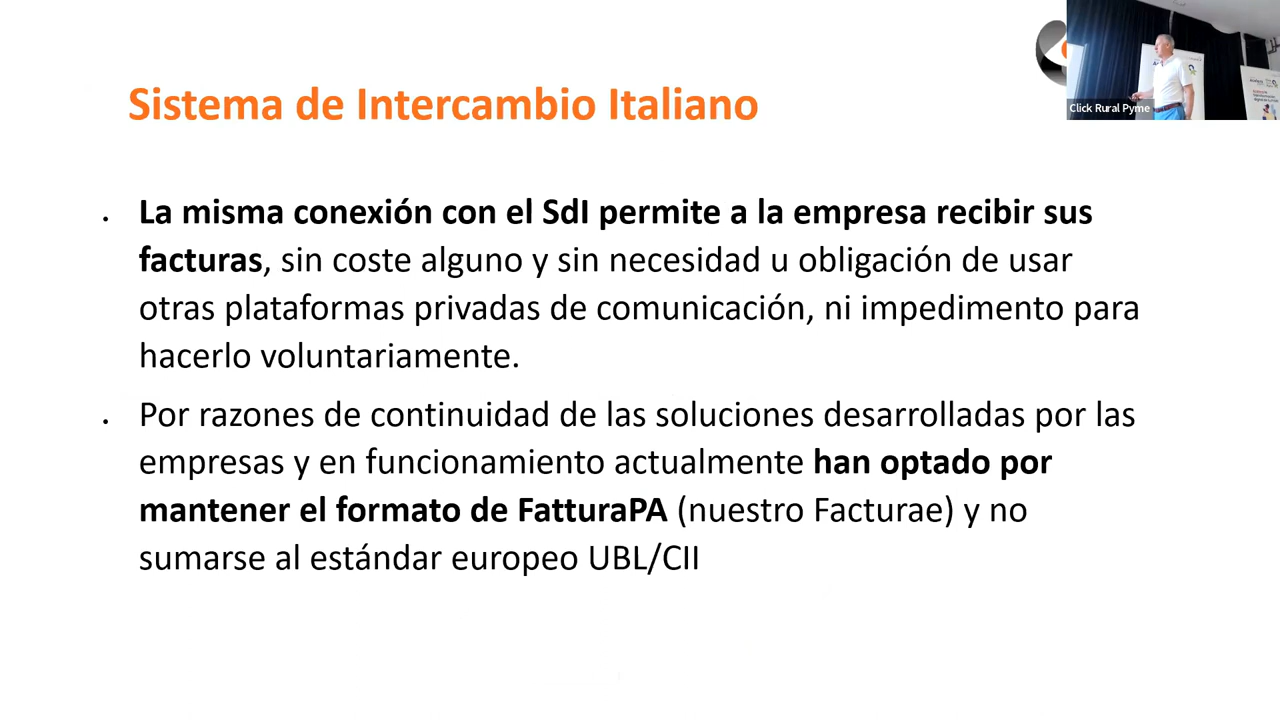 Sistema de Intercambio Italiano
Click Rural Pyme
• La misma conexión con el SdI permite a la empresa recibir sus
facturas, sin coste alguno y sin necesidad u obligación de usar
otras plataformas privadas de comunicación, ni impedimento para
hacerlo voluntariamente.
• Por razones de continuidad de las soluciones desarrolladas por las
empresas y en funcionamiento actualmente han optado por
mantener el formato de FatturaPA (nuestro Facturae) y no
sumarse al estándar europeo UBL/CII